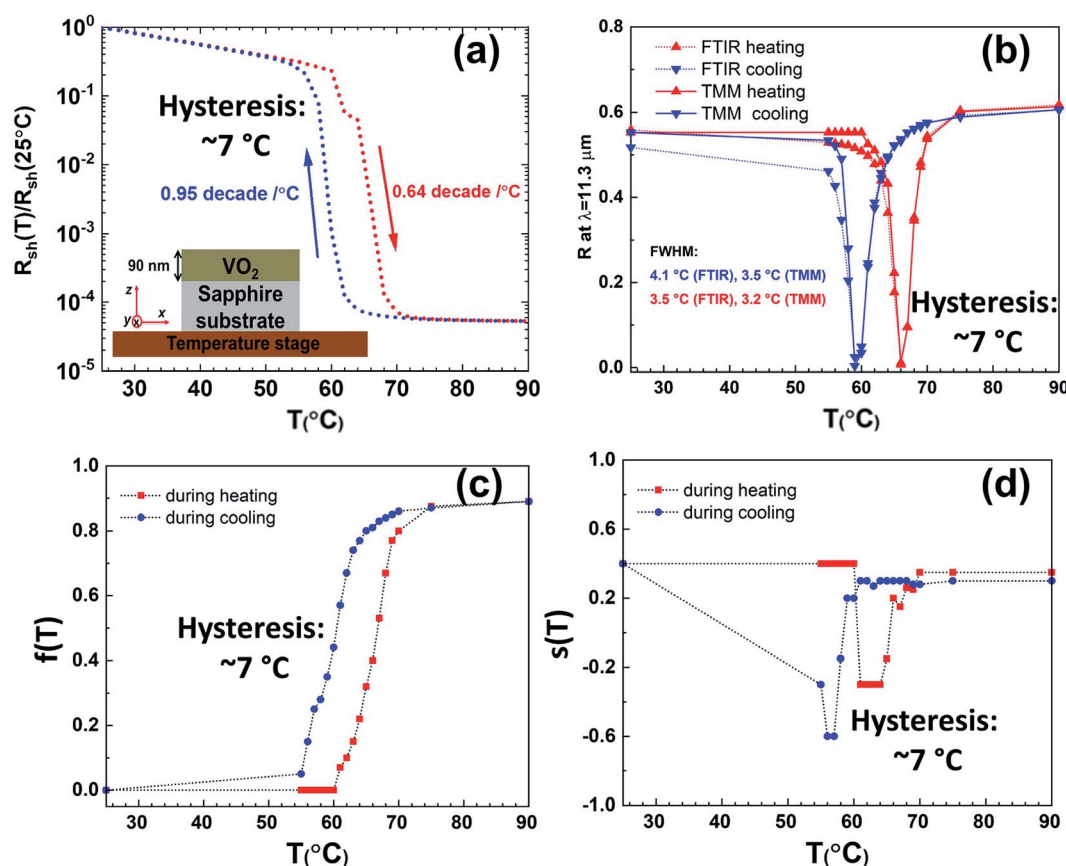 (a)
R_sh(T)/R_sh(25°C)
10^0
10^-1
10^-2
10^-3
10^-4
10^-5
Hysteresis:
~7 °C
0.95 decade /°C
0.64 decade /°C
90 nm
VO₂
Sapphire
substrate
Temperature stage
z
y
x
x
30 40 50 60 70 80 90
T(°C)
(b)
R at λ=11.3 μm
0.8
0.6
0.4
0.2
0.0
FTIR heating
FTIR cooling
TMM heating
TMM cooling
FWHM:
4.1 °C (FTIR), 3.5 °C (TMM)
3.5 °C (FTIR), 3.2 °C (TMM)
Hysteresis:
~7 °C
30 40 50 60 70 80 90
T(°C)
(c)
f(T)
1.0
0.8
0.6
0.4
0.2
0.0
during heating
during cooling
Hysteresis:
~7 °C
30 40 50 60 70 80 90
T(°C)
(d)
s(T)
1.0
0.6
0.2
-0.2
-0.6
-1.0
during heating
during cooling
Hysteresis:
~7 °C
30 40 50 60 70 80 90
T(°C)